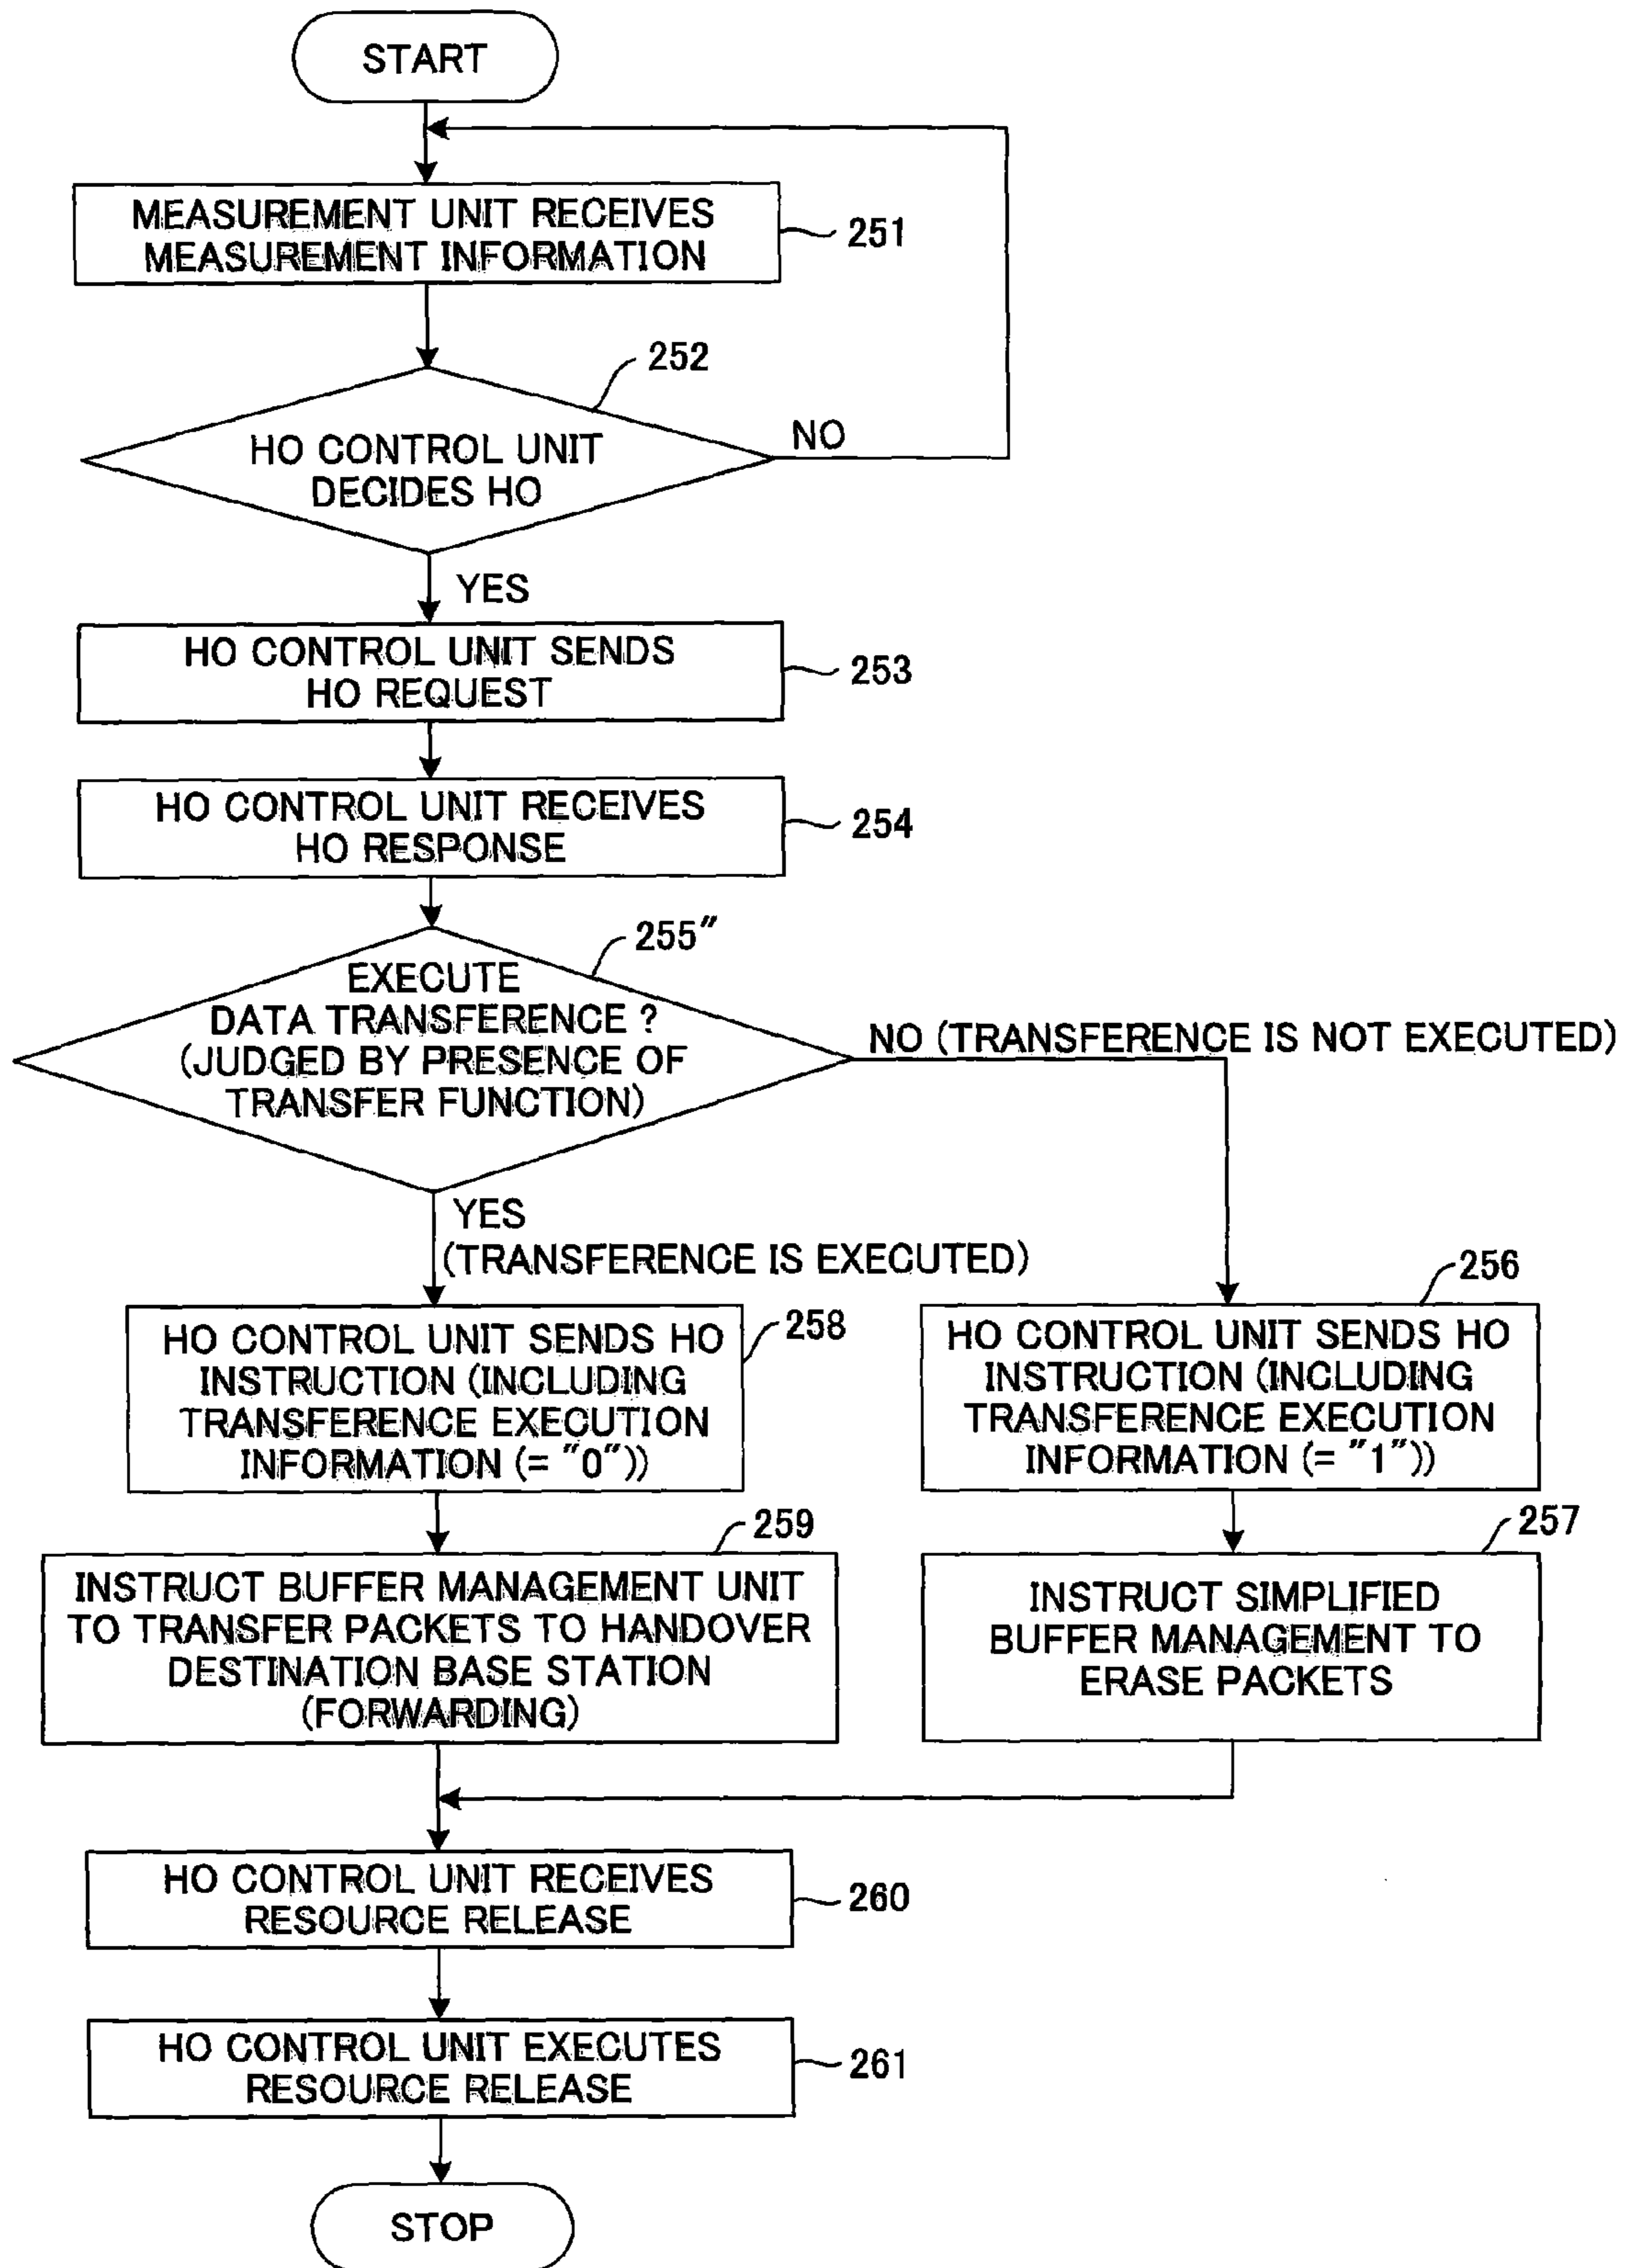 START
MEASUREMENT UNIT RECEIVES
MEASUREMENT INFORMATION
251
252
HO CONTROL UNIT
DECIDES HO
NO
YES
HO CONTROL UNIT SENDS
HO REQUEST
253
HO CONTROL UNIT RECEIVES
HO RESPONSE
254
255″
EXECUTE
DATA TRANSFERENCE ?
(JUDGED BY PRESENCE OF
TRANSFER FUNCTION)
NO (TRANSFERENCE IS NOT EXECUTED)
YES
(TRANSFERENCE IS EXECUTED)
258
HO CONTROL UNIT SENDS HO
INSTRUCTION (INCLUDING
TRANSFERENCE EXECUTION
INFORMATION (= ″0″))
256
HO CONTROL UNIT SENDS HO
INSTRUCTION (INCLUDING
TRANSFERENCE EXECUTION
INFORMATION (= ″1″))
259
INSTRUCT BUFFER MANAGEMENT UNIT
TO TRANSFER PACKETS TO HANDOVER
DESTINATION BASE STATION
(FORWARDING)
257
INSTRUCT SIMPLIFIED
BUFFER MANAGEMENT TO
ERASE PACKETS
HO CONTROL UNIT RECEIVES
RESOURCE RELEASE
260
HO CONTROL UNIT EXECUTES
RESOURCE RELEASE
261
STOP